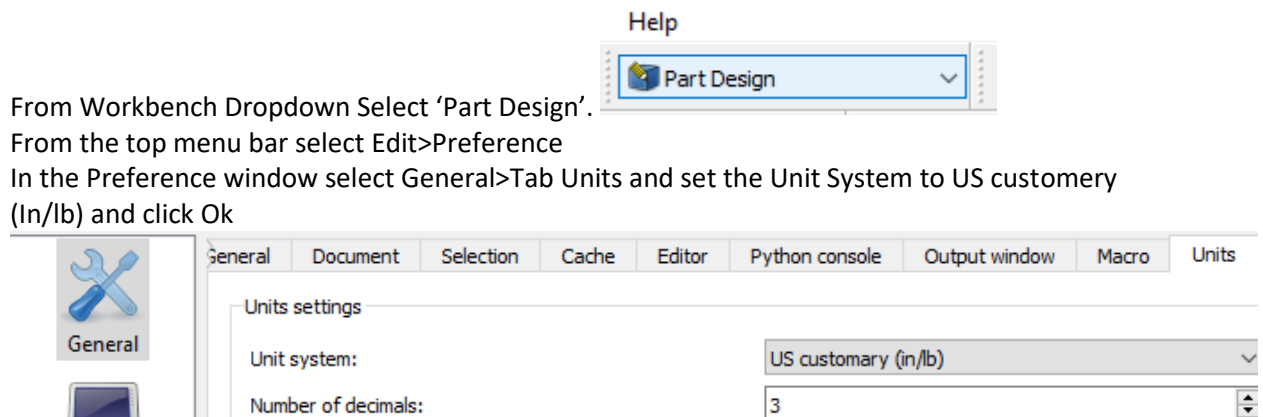 Help
Part Design
From Workbench Dropdown Select ‘Part Design’.
From the top menu bar select Edit>Preference
In the Preference window select General>Tab Units and set the Unit System to US customery
(In/lb) and click Ok
General Document Selection Cache Editor Python console Output window Macro Units
Units settings
General
Unit system: US customary (in/lb)
Number of decimals: 3